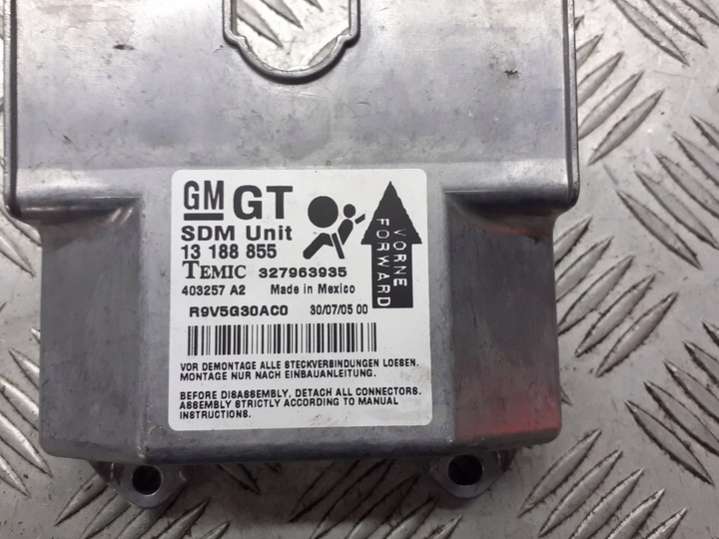 GM GT
SDM Unit
13 188 855
TEMIC 327963935
403257 A2 Made in Mexico
R9V5G30AC0 30/07/05 00
VORNE
FORWARD
VOR DEMONTAGE ALLE STECKVERBINDUNGEN LOESEN.
MONTAGE NUR NACH EINBAUANLEITUNG.
BEFORE DISASSEMBLY, DETACH ALL CONNECTORS.
ASSEMBLY STRICTLY ACCORDING TO MANUAL
INSTRUCTIONS.